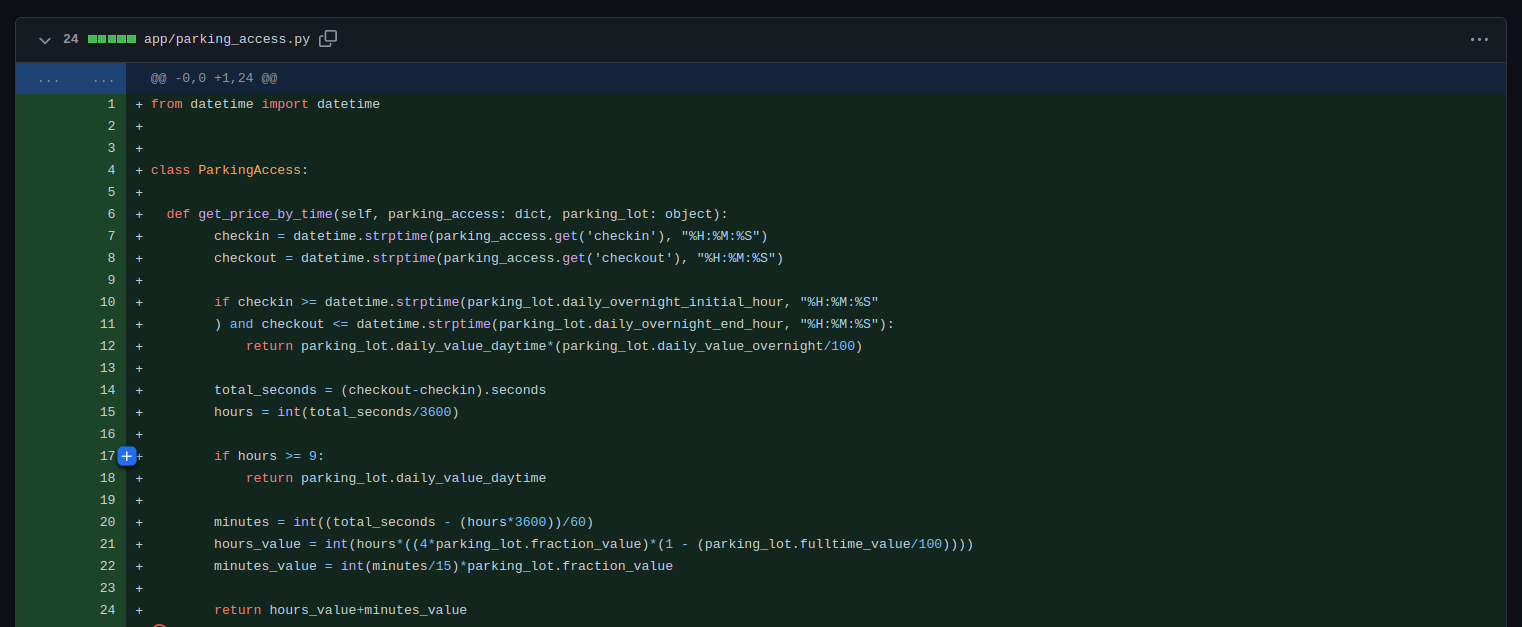 24 app/parking_access.py
... ... @@ -0,0 +1,24 @@
1 + from datetime import datetime
2 +
3 +
4 + class ParkingAccess:
5 +
6 +   def get_price_by_time(self, parking_access: dict, parking_lot: object):
7 +         checkin = datetime.strptime(parking_access.get('checkin'), "%H:%M:%S")
8 +         checkout = datetime.strptime(parking_access.get('checkout'), "%H:%M:%S")
9 +
10 +         if checkin >= datetime.strptime(parking_lot.daily_overnight_initial_hour, "%H:%M:%S"
11 +         ) and checkout <= datetime.strptime(parking_lot.daily_overnight_end_hour, "%H:%M:%S"):
12 +             return parking_lot.daily_value_daytime*(parking_lot.daily_value_overnight/100)
13 +
14 +         total_seconds = (checkout-checkin).seconds
15 +         hours = int(total_seconds/3600)
16 +
17 +         if hours >= 9:
18 +             return parking_lot.daily_value_daytime
19 +
20 +         minutes = int((total_seconds - (hours*3600))/60)
21 +         hours_value = int(hours*((4*parking_lot.fraction_value)*(1 - (parking_lot.fulltime_value/100))))
22 +         minutes_value = int(minutes/15)*parking_lot.fraction_value
23 +
24 +         return hours_value+minutes_value